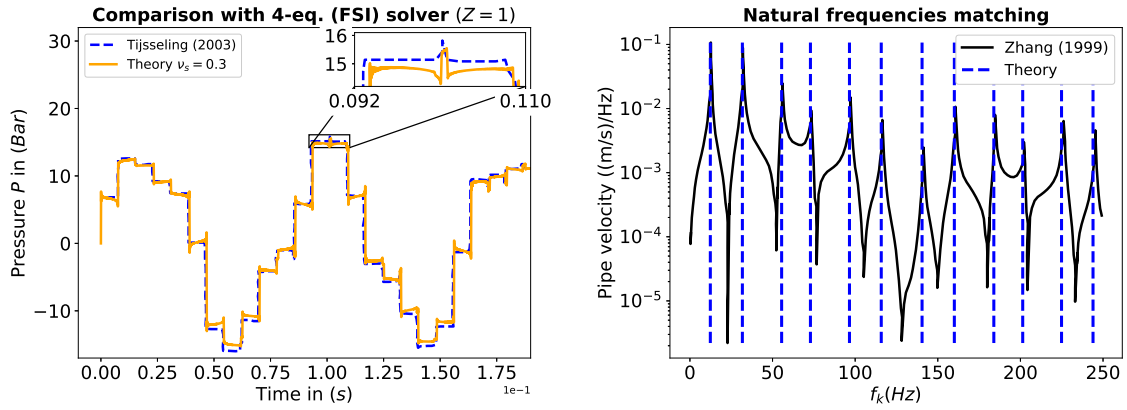 Comparison with 4-eq. (FSI) solver (Z = 1)
Pressure P in (Bar)
30
20
10
0
−10
Tijsseling (2003)
Theory νs = 0.3
16
15
0.092
0.110
0.00
0.25
0.50
0.75
1.00
1.25
1.50
1.75
1e−1
Time in (s)
Natural frequencies matching
Pipe velocity ((m/s)/Hz)
10⁻¹
10⁻²
10⁻³
10⁻⁴
10⁻⁵
Zhang (1999)
Theory
0
50
100
150
200
250
fk(Hz)